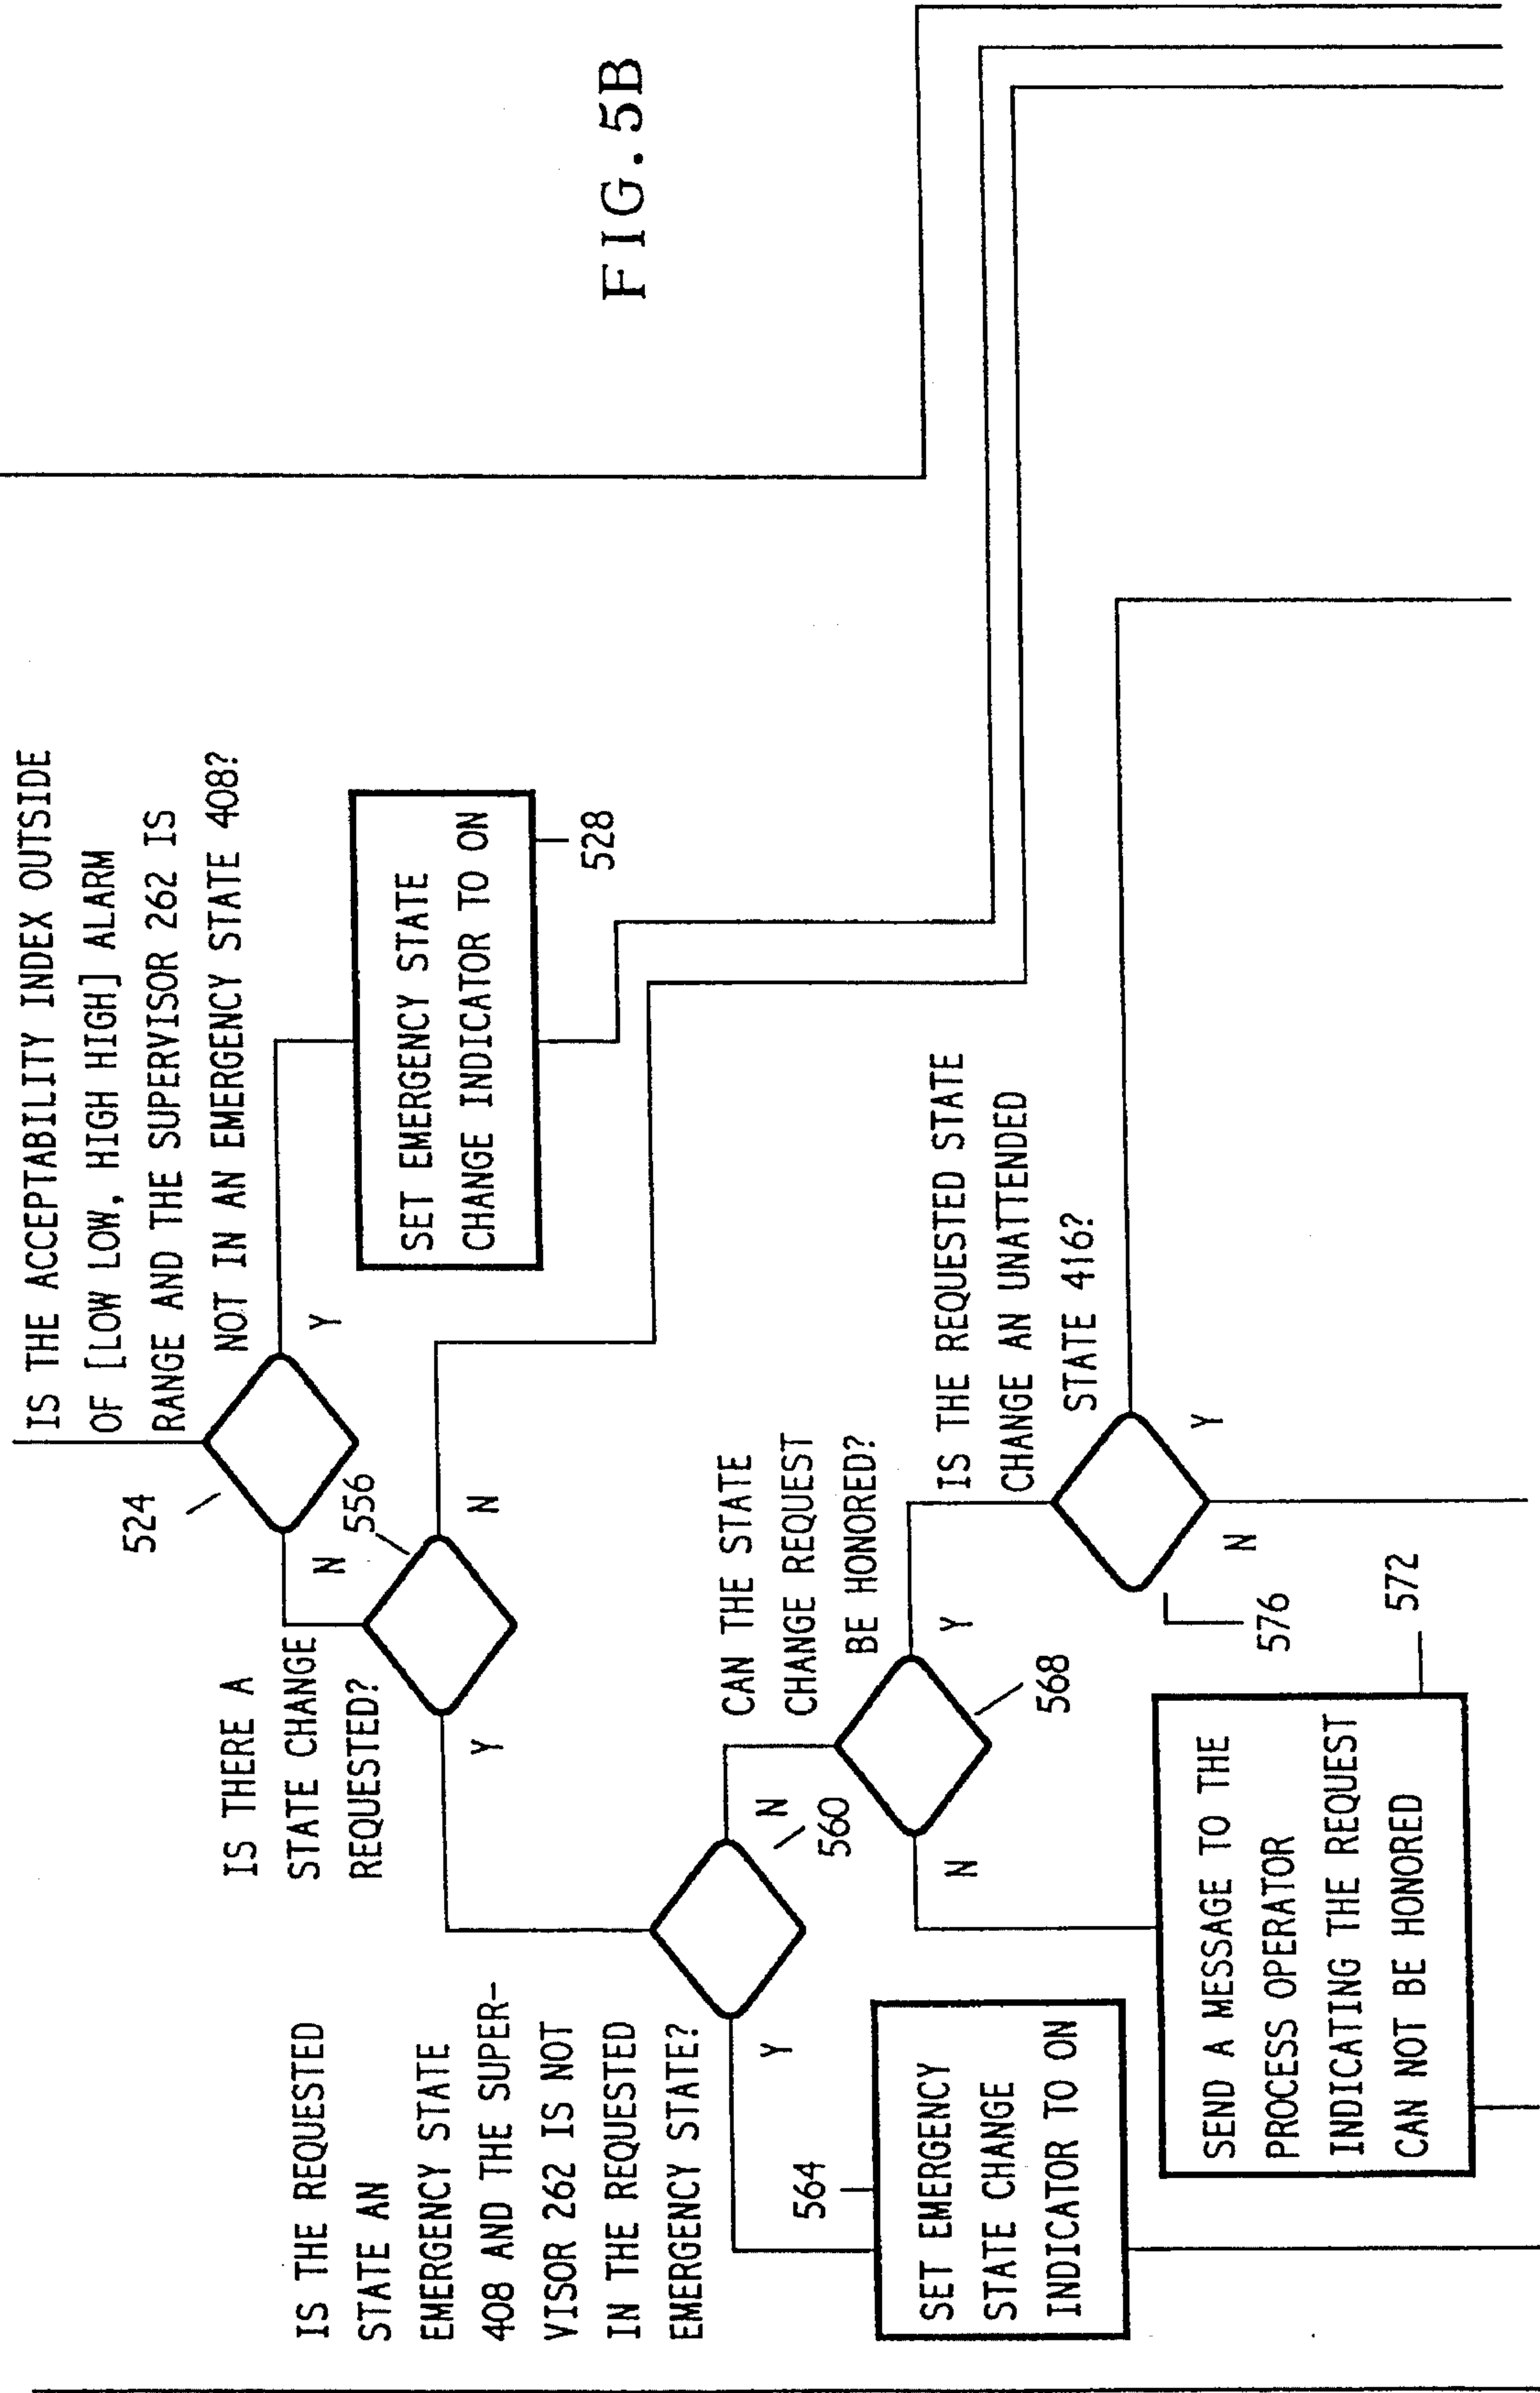 IS THE ACCEPTABILITY INDEX OUTSIDE
OF [LOW LOW, HIGH HIGH] ALARM
RANGE AND THE SUPERVISOR 262 IS
NOT IN AN EMERGENCY STATE 408?
524
Y
N
SET EMERGENCY STATE
CHANGE INDICATOR TO ON
528
FIG. 5B
IS THERE A
STATE CHANGE
REQUESTED?
556
N
Y
IS THE REQUESTED
STATE AN
EMERGENCY STATE
408 AND THE SUPER-
VISOR 262 IS NOT
IN THE REQUESTED
EMERGENCY STATE?
N
560
Y
CAN THE STATE
CHANGE REQUEST
BE HONORED?
Y
568
N
564
SET EMERGENCY
STATE CHANGE
INDICATOR TO ON
IS THE REQUESTED STATE
CHANGE AN UNATTENDED
STATE 416?
Y
N
576
572
SEND A MESSAGE TO THE
PROCESS OPERATOR
INDICATING THE REQUEST
CAN NOT BE HONORED